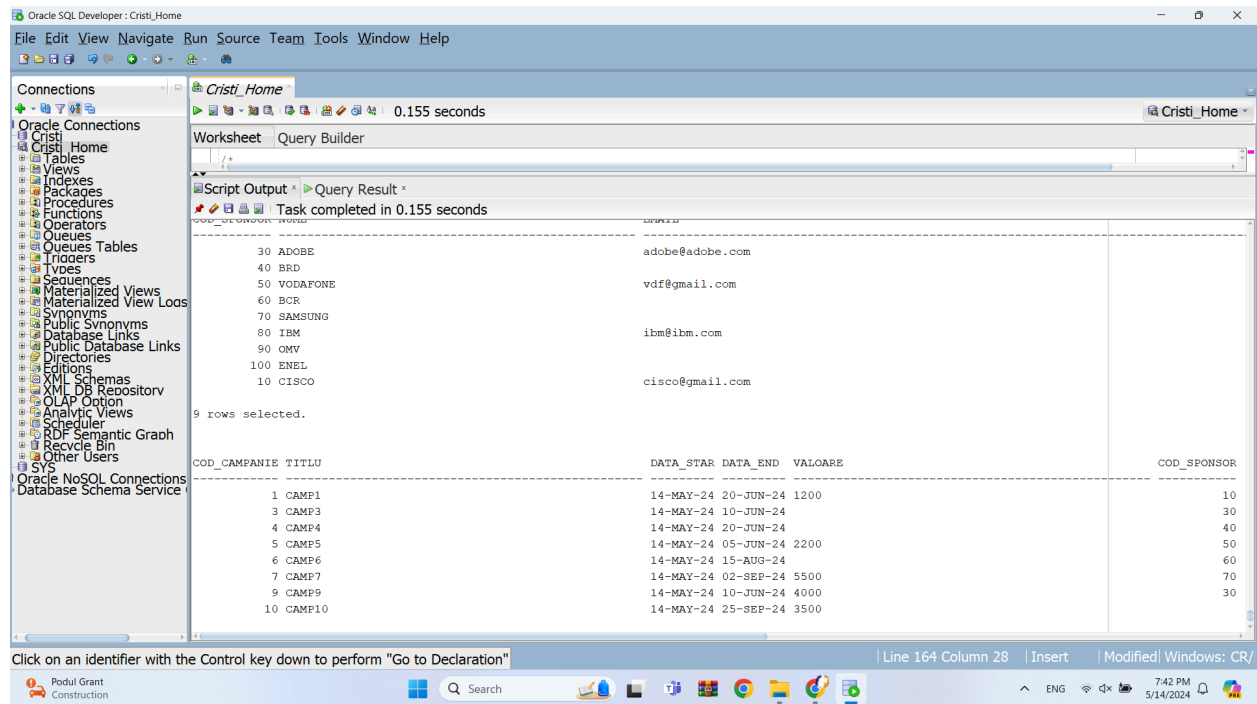 Oracle SQL Developer : Cristi_Home
File Edit View Navigate Run Source Team Tools Window Help
Connections
Oracle Connections
Cristi
Cristi_Home
Tables
Views
Indexes
Packages
Procedures
Functions
Operators
Queues
Queues Tables
Triggers
Types
Sequences
Materialized Views
Materialized View Logs
Synonyms
Public Synonyms
Database Links
Public Database Links
Directories
Editions
XML Schemas
XML DB Repository
OLAP Option
Analytic Views
Scheduler
RDF Semantic Graph
Recycle Bin
Other Users
SYS
Oracle NoSQL Connections
Database Schema Service
Cristi_Home
0.155 seconds
Cristi_Home
Worksheet Query Builder
/*
Script Output Query Result
Task completed in 0.155 seconds
COD_SPONSOR NUME EMAIL
30 ADOBE adobe@adobe.com
40 BRD
50 VODAFONE vdf@gmail.com
60 BCR
70 SAMSUNG
80 IBM ibm@ibm.com
90 OMV
100 ENEL
10 CISCO cisco@gmail.com
9 rows selected.
COD_CAMPANIE TITLU DATA_STAR DATA_END VALOARE COD_SPONSOR
1 CAMP1 14-MAY-24 20-JUN-24 1200 10
3 CAMP3 14-MAY-24 10-JUN-24 30
4 CAMP4 14-MAY-24 20-JUN-24 40
5 CAMP5 14-MAY-24 05-JUN-24 2200 50
6 CAMP6 14-MAY-24 15-AUG-24 60
7 CAMP7 14-MAY-24 02-SEP-24 5500 70
9 CAMP9 14-MAY-24 10-JUN-24 4000 30
10 CAMP10 14-MAY-24 25-SEP-24 3500
Click on an identifier with the Control key down to perform "Go to Declaration"
Line 164 Column 28 Insert Modified Windows: CR/
Podul Grant
Construction
Search
ENG
7:42 PM
5/14/2024
PRE